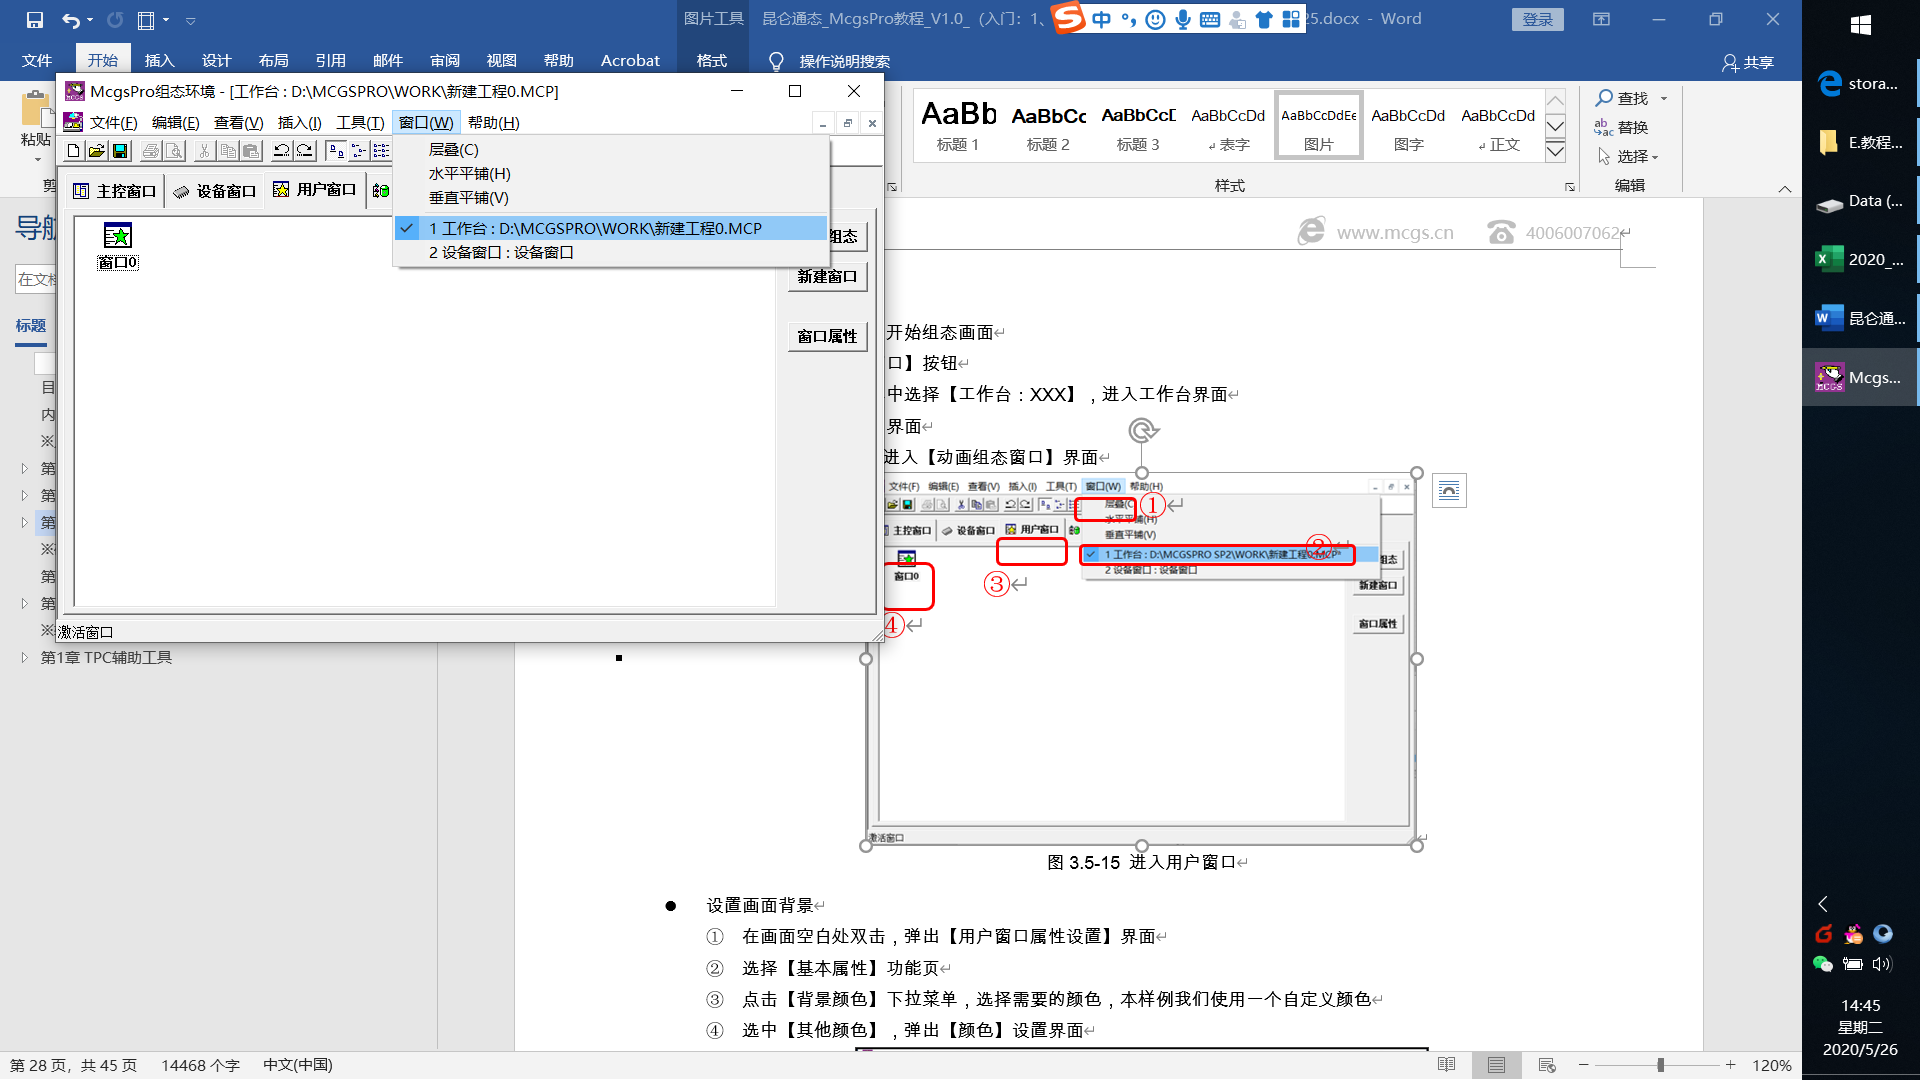 图片工具
昆仑通态_McgsPro教程_V1.0_（入门：1、
25.docx - Word
中
登录
文件
开始
插入
设计
布局
引用
邮件
审阅
视图
帮助
Acrobat
格式
操作说明搜索
共享
粘贴
AaBb
AaBbCc
AaBbCcDd
AaBbCcDd
AaBbCcDd
标题 1
标题 2
标题 3
表字
图片
图字
正文
样式
查找
替换
选择
编辑
McgsPro组态环境 - [工作台 : D:\MCGSPRO\WORK\新建工程0.MCP]
文件(F)
编辑(E)
查看(V)
插入(I)
工具(T)
窗口(W)
帮助(H)
主控窗口
设备窗口
用户窗口
层叠(C)
水平平铺(H)
垂直平铺(V)
1 工作台 : D:\MCGSPRO\WORK\新建工程0.MCP
2 设备窗口 : 设备窗口
窗口0
组态
新建窗口
窗口属性
激活窗口
标题
目
内
第
第
第
第
第
第1章 TPC辅助工具
www.mcgs.cn
4006007062
开始组态画面
口】按钮
中选择【工作台：XXX】，进入工作台界面
界面
进入【动画组态窗口】界面
文件(F) 编辑(E) 查看(V) 插入(I) 工具(T) 窗口(W) 帮助(H)
①
水平平铺(H)
主控窗口 设备窗口 用户窗口
垂直平铺(V)
②
1 工作台 : D:\MCGSPRO SP2\WORK\新建工程0.MCP
2 设备窗口 : 设备窗口
组态
窗口0
③
新建窗口
④
窗口属性
激活窗口
图 3.5-15 进入用户窗口
● 设置画面背景
① 在画面空白处双击，弹出【用户窗口属性设置】界面
② 选择【基本属性】功能页
③ 点击【背景颜色】下拉菜单，选择需要的颜色，本样例我们使用一个自定义颜色
④ 选中【其他颜色】，弹出【颜色】设置界面
第 28 页，共 45 页
14468 个字
中文(中国)
120%
stora...
E.教程...
Data (...
2020_...
昆仑通...
Mcgs...
14:45
星期二
2020/5/26